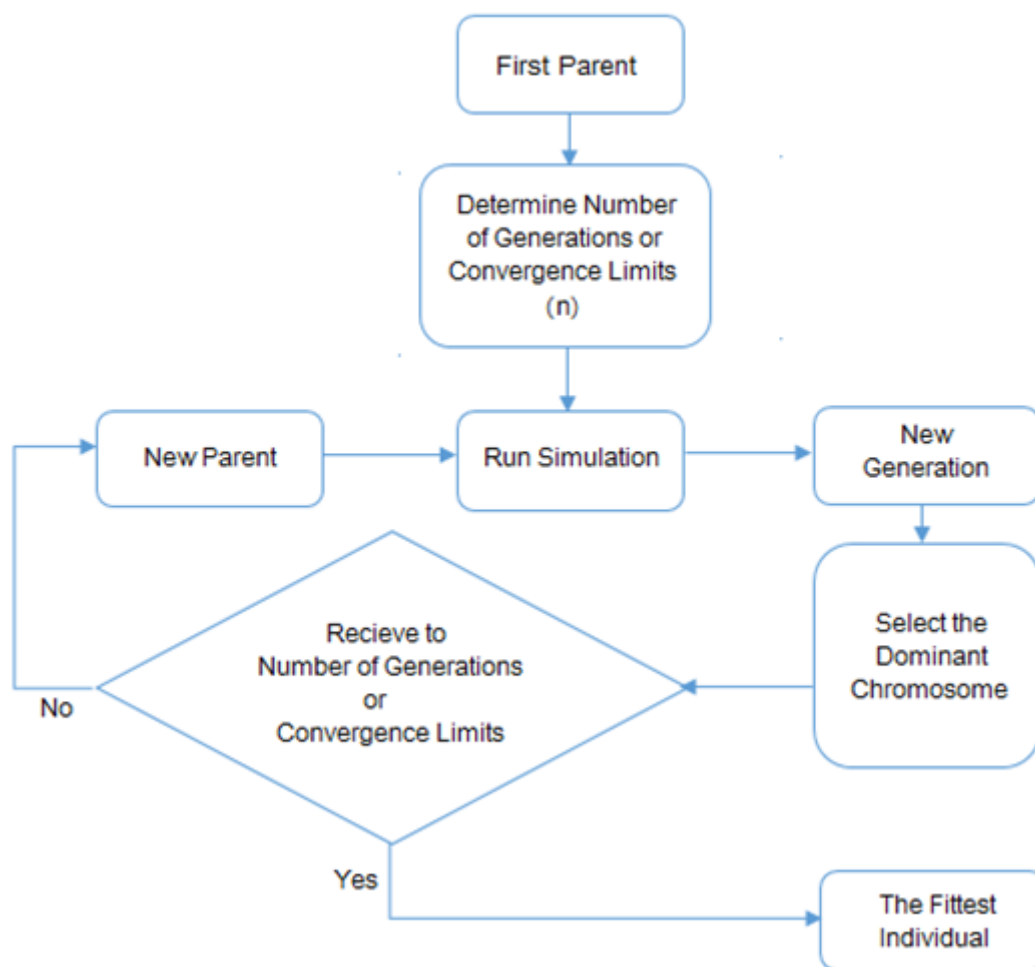 First Parent
Determine Number
of Generations or
Convergence Limits
(n)
New Parent
Run Simulation
New
Generation
Select the
Dominant
Chromosome
Recieve to
Number of Generations
or
Convergence Limits
No
Yes
The Fittest
Individual